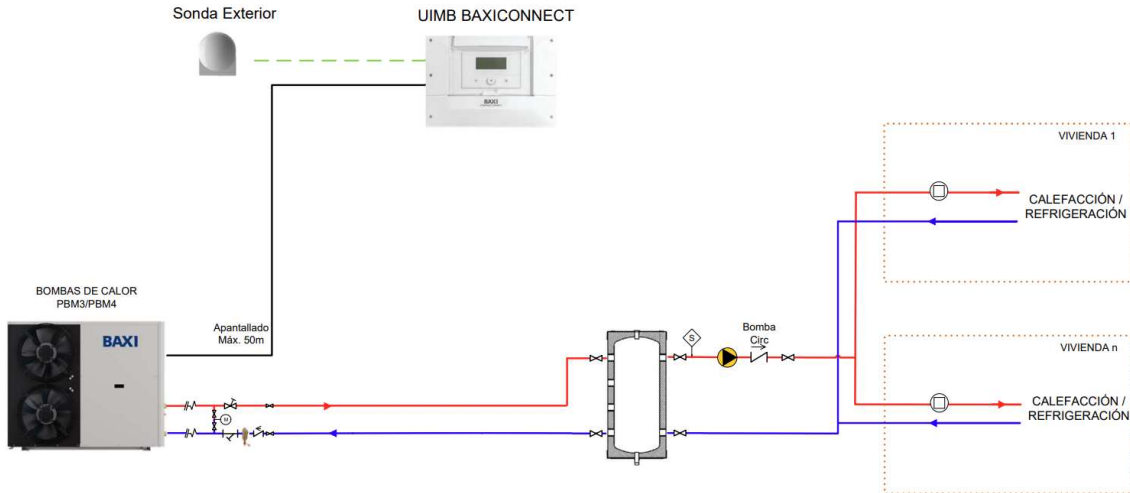 Sonda Exterior
UIMB BAXICONNECT
BAXI
VIVIENDA 1
CALEFACCIÓN /
REFRIGERACIÓN
BOMBAS DE CALOR
PBM3/PBM4
BAXI
Apantallado
Máx. 50m
S
Bomba
Circ
VIVIENDA n
CALEFACCIÓN /
REFRIGERACIÓN
M